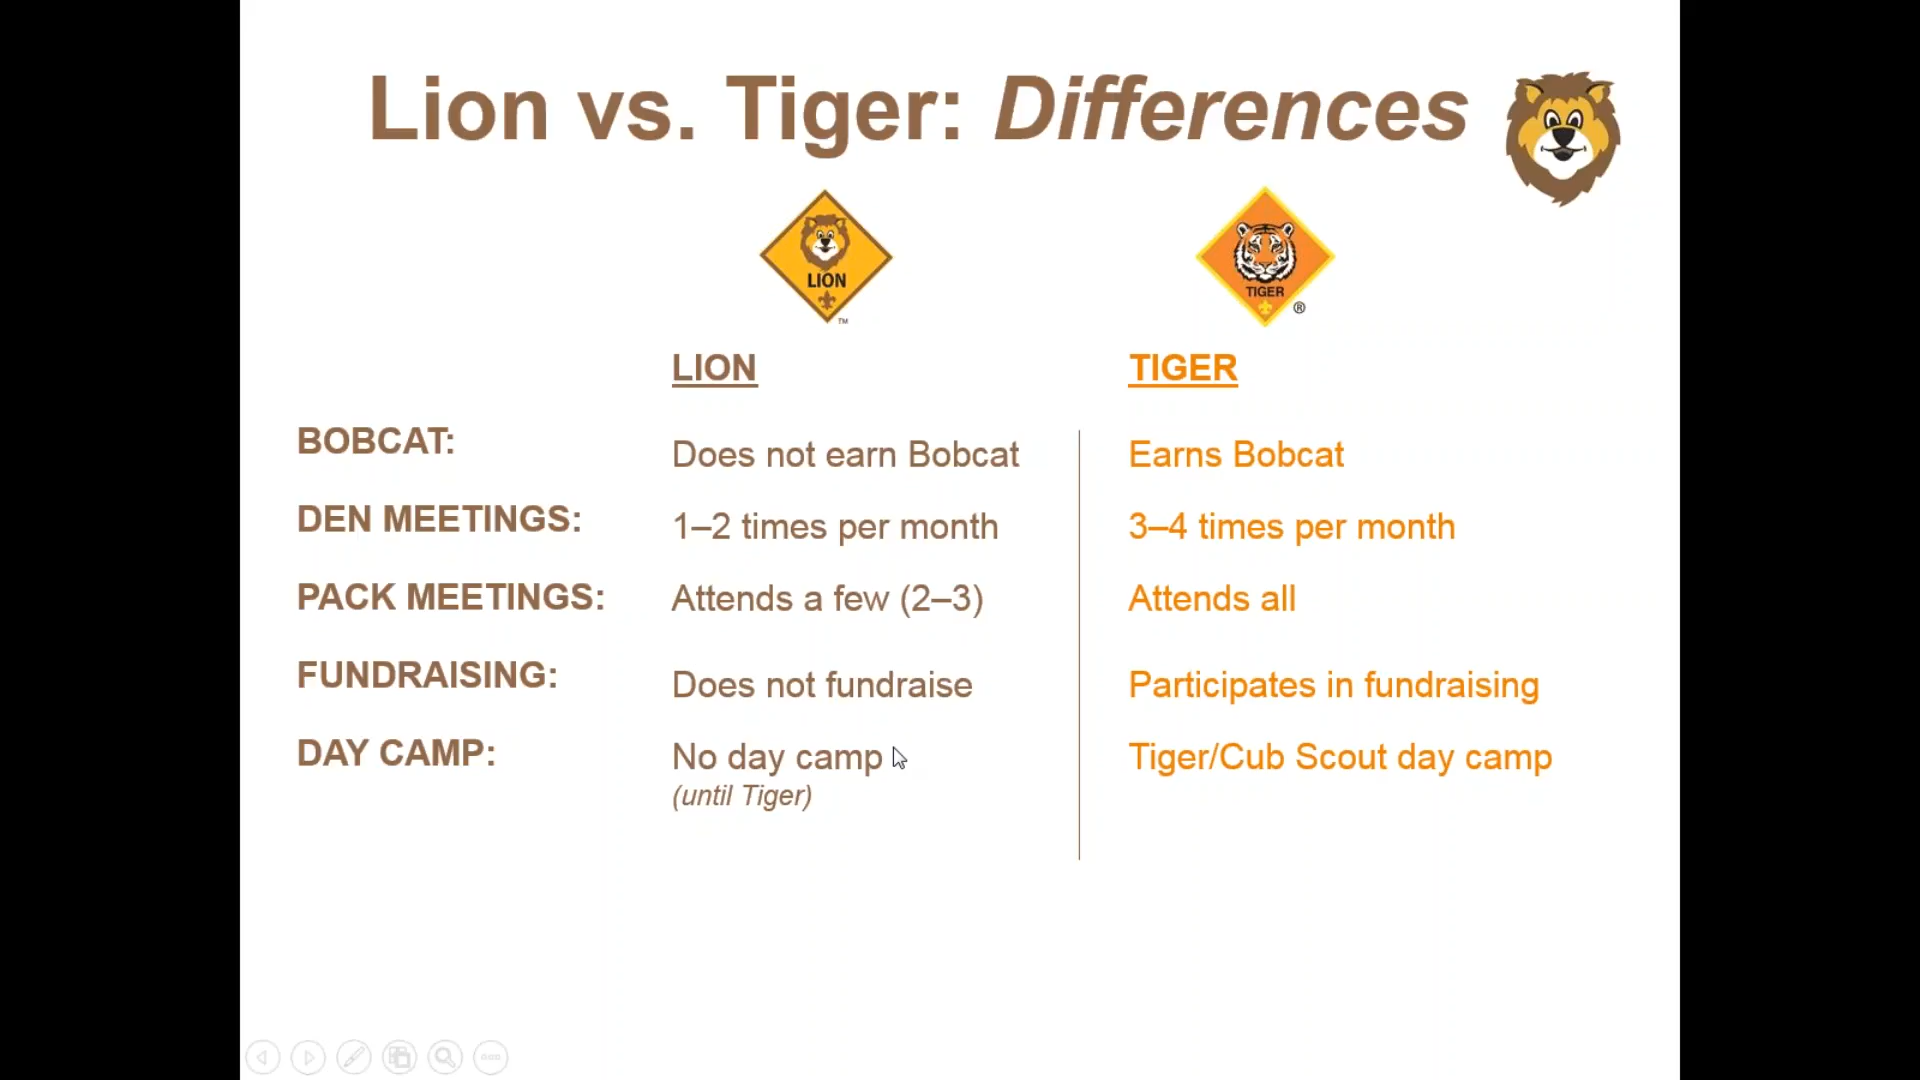 Lion vs. Tiger: Differences
LION
TM
TIGER
®
LION
TIGER
BOBCAT:
Does not earn Bobcat
Earns Bobcat
DEN MEETINGS:
1–2 times per month
3–4 times per month
PACK MEETINGS:
Attends a few (2–3)
Attends all
FUNDRAISING:
Does not fundraise
Participates in fundraising
DAY CAMP:
No day camp
(until Tiger)
Tiger/Cub Scout day camp